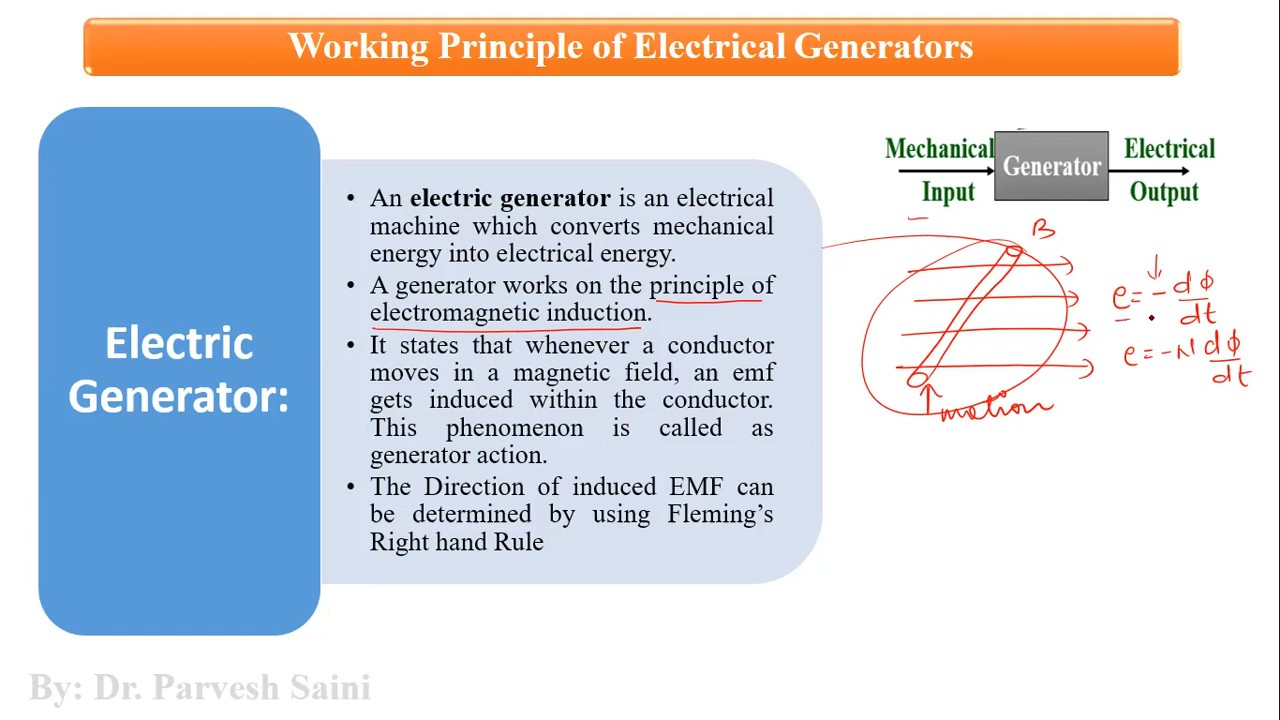 Working Principle of Electrical Generators
Electric
Generator:
• An electric generator is an electrical
machine which converts mechanical
energy into electrical energy.
• A generator works on the principle of
electromagnetic induction.
• It states that whenever a conductor
moves in a magnetic field, an emf
gets induced within the conductor.
This phenomenon is called as
generator action.
• The Direction of induced EMF can
be determined by using Fleming's
Right hand Rule
Mechanical
Input
Generator
Electrical
Output
B
e = - dϕ/dt
e = -N dϕ/dt
motion
By: Dr. Parvesh Saini